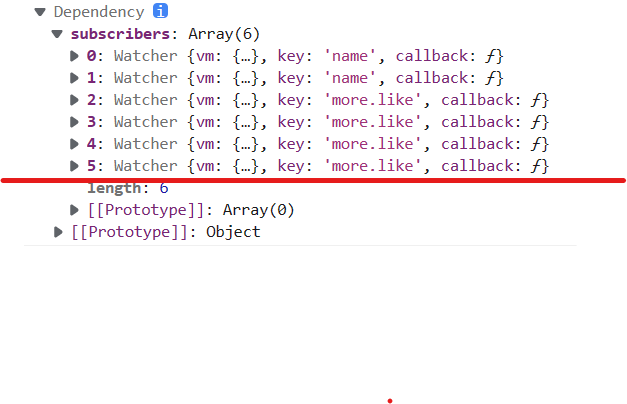 Dependency i
subscribers: Array(6)
0: Watcher {vm: {…}, key: 'name', callback: ƒ}
1: Watcher {vm: {…}, key: 'name', callback: ƒ}
2: Watcher {vm: {…}, key: 'more.like', callback: ƒ}
3: Watcher {vm: {…}, key: 'more.like', callback: ƒ}
4: Watcher {vm: {…}, key: 'more.like', callback: ƒ}
5: Watcher {vm: {…}, key: 'more.like', callback: ƒ}
length: 6
[[Prototype]]: Array(0)
[[Prototype]]: Object